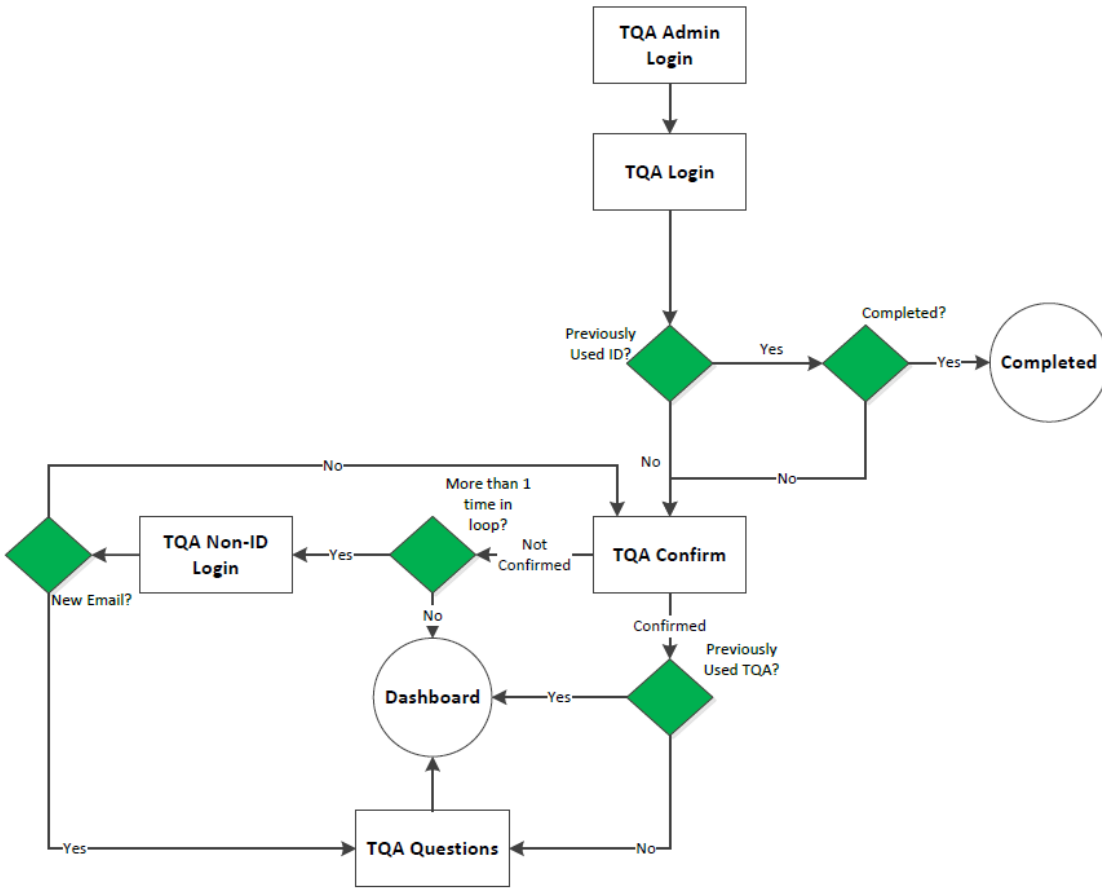 TQA Admin
Login
TQA Login
Previously
Used ID?
Yes
Completed?
Yes
Completed
No
No
No
More than 1
time in
loop?
TQA Non-ID
Login
Yes
Not
Confirmed
TQA Confirm
New Email?
No
Confirmed
Previously
Used TQA?
Dashboard
Yes
Yes
TQA Questions
No